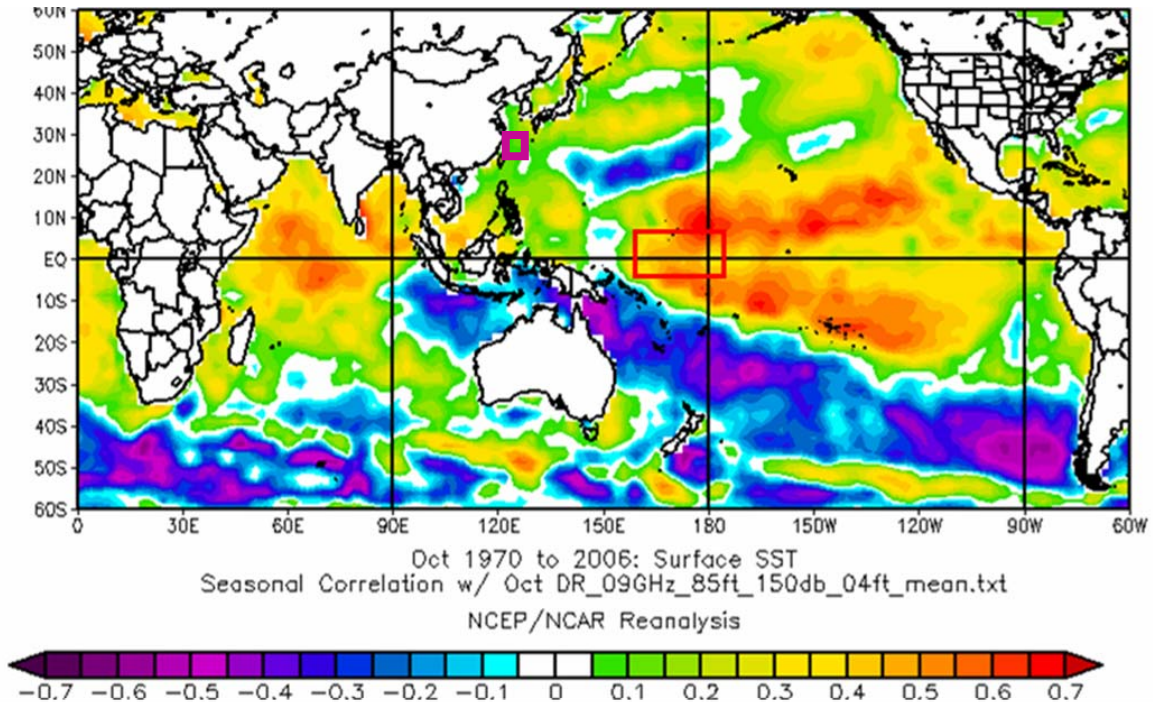 60N
50N
40N
30N
20N
10N
EQ
10S
20S
30S
40S
50S
60S
0 30E 60E 90E 120E 150E 180 150W 120W 90W 60W
Oct 1970 to 2006: Surface SST
Seasonal Correlation w/ Oct DR_09GHz_85ft_150db_04ft_mean.txt
NCEP/NCAR Reanalysis
-0.7 -0.6 -0.5 -0.4 -0.3 -0.2 -0.1 0 0.1 0.2 0.3 0.4 0.5 0.6 0.7